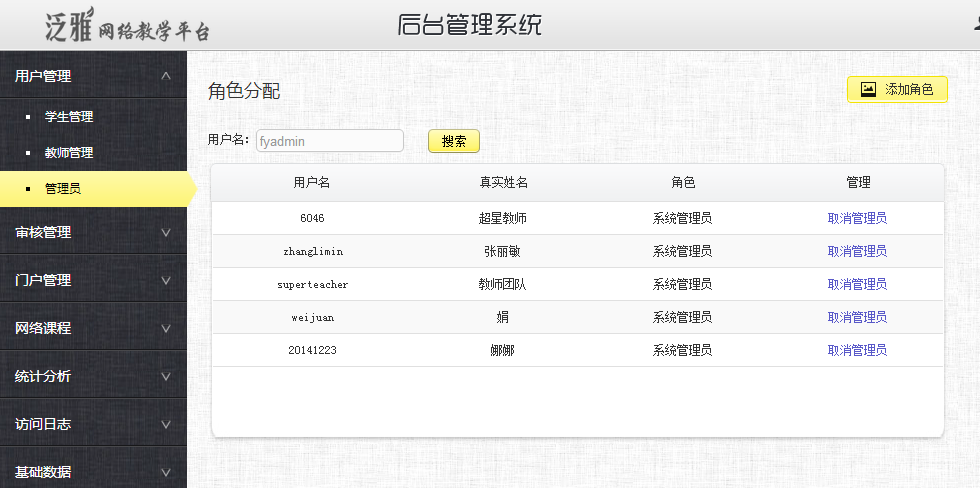 泛雅网络教学平台
后台管理系统
用户管理
学生管理
教师管理
管理员
审核管理
门户管理
网络课程
统计分析
访问日志
基础数据
角色分配
添加角色
用户名： fyadmin 搜索
用户名 真实姓名 角色 管理
6046 超星教师 系统管理员 取消管理员
zhanglimin 张丽敏 系统管理员 取消管理员
superteacher 教师团队 系统管理员 取消管理员
weijuan 娟 系统管理员 取消管理员
20141223 娜娜 系统管理员 取消管理员